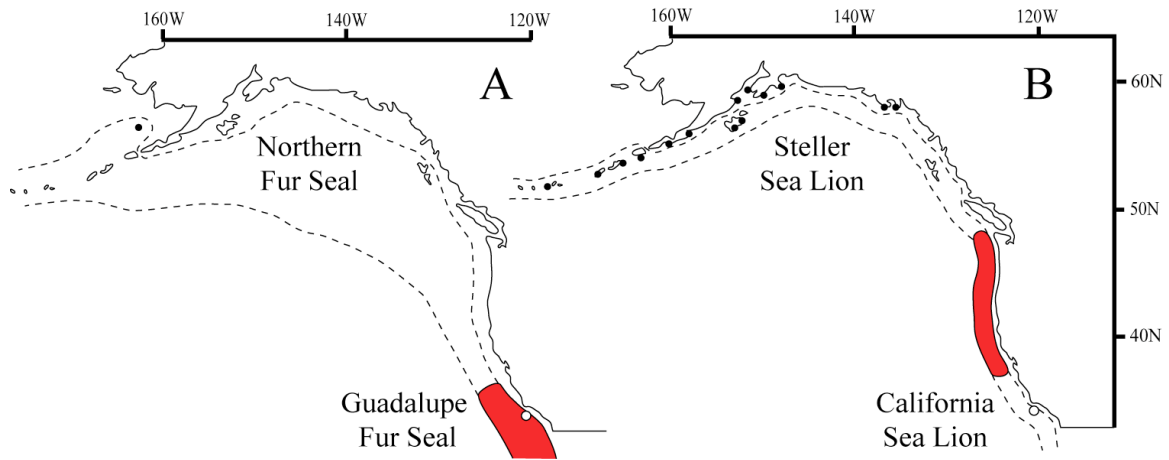 160W 140W 120W
160W 140W 120W
A
B
60N
Northern
Fur Seal
Steller
Sea Lion
50N
40N
Guadalupe
Fur Seal
California
Sea Lion